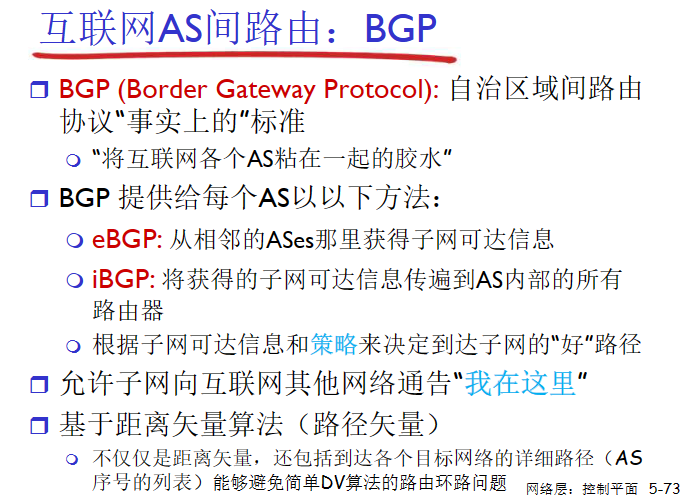 互联网AS间路由：BGP
BGP (Border Gateway Protocol): 自治区域间路由
协议“事实上的”标准
“将互联网各个AS粘在一起的胶水”
BGP 提供给每个AS以以下方法：
eBGP: 从相邻的ASes那里获得子网可达信息
iBGP: 将获得的子网可达信息传遍到AS内部的所有
路由器
根据子网可达信息和策略来决定到达子网的“好”路径
允许子网向互联网其他网络通告“我在这里”
基于距离矢量算法（路径矢量）
不仅仅是距离矢量，还包括到达各个目标网络的详细路径（AS
序号的列表）能够避免简单DV算法的路由环路问题
网络层：控制平面 5-73